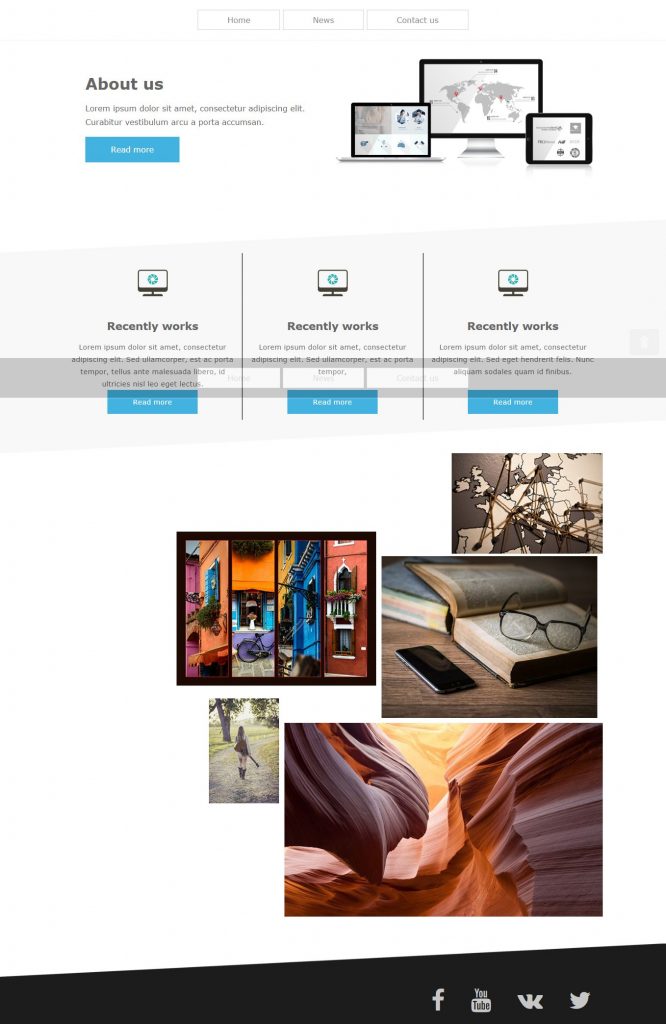 Home News Contact us
About us
Lorem ipsum dolor sit amet, consectetur adipiscing elit.
Curabitur vestibulum arcu a porta accumsan.
Read more
Recently works
Lorem ipsum dolor sit amet, consectetur
adipiscing elit. Sed ullamcorper, est ac porta
tempor, tellus ante malesuada libero, id
ultricies nisl leo eget lectus.
Read more
Recently works
Lorem ipsum dolor sit amet, consectetur
adipiscing elit. Sed ullamcorper, est ac porta
tempor,
Read more
Recently works
Lorem ipsum dolor sit amet, consectetur
adipiscing elit. Sed eget hendrerit felis. Nunc
aliquam sodales quam id finibus.
Read more
Home News Contact us
You
Tube